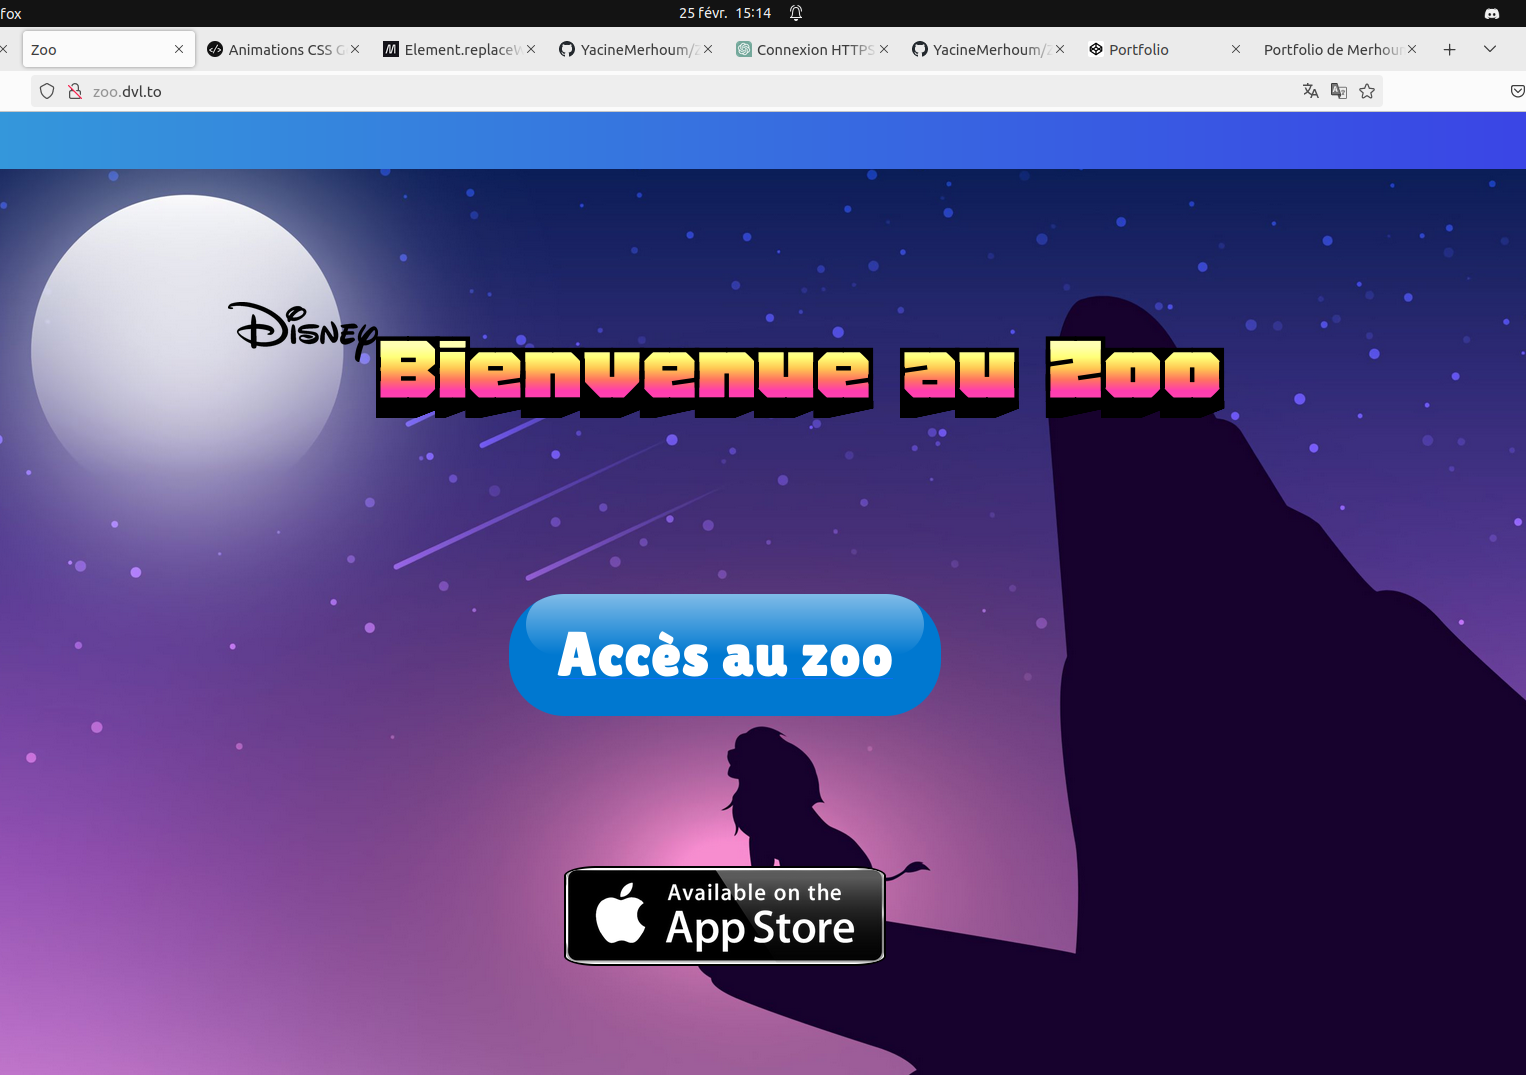 fox
25 févr. 15:14
Zoo
Animations CSS G
Element.replaceW
YacineMerhoum/Z
Connexion HTTPS
YacineMerhoum/Z
Portfolio
Portfolio de Merhour
zoo.dvl.to
Disney
Bienvenue au Zoo
Accès au zoo
Available on the
App Store